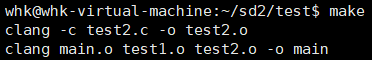 whk@whk-virtual-machine:~/sd2/test$ make
clang -c test2.c -o test2.o
clang main.o test1.o test2.o -o main